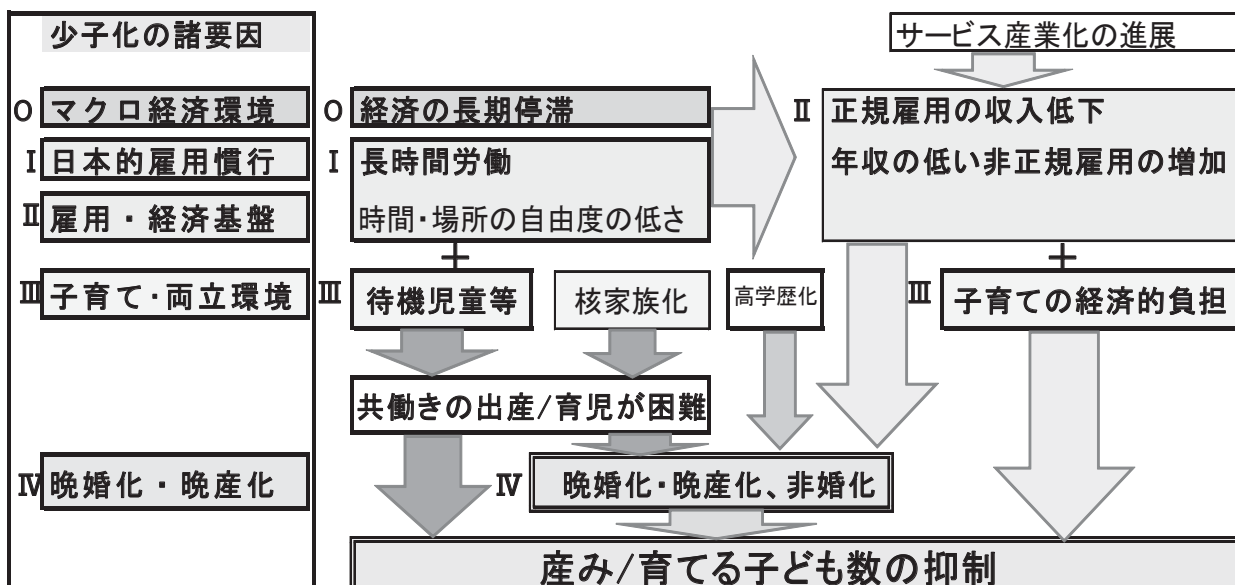 少子化の諸要因
O マクロ経済環境
I 日本的雇用慣行
Ⅱ 雇用・経済基盤
Ⅲ 子育て・両立環境
Ⅳ 晩婚化・晩産化
サービス産業化の進展
O 経済の長期停滞
I 長時間労働
時間・場所の自由度の低さ
Ⅱ 正規雇用の収入低下
年収の低い非正規雇用の増加
+
+
Ⅲ 待機児童等
核家族化
高学歴化
Ⅲ 子育ての経済的負担
共働きの出産/育児が困難
Ⅳ 晩婚化・晩産化、非婚化
産み/育てる子ども数の抑制